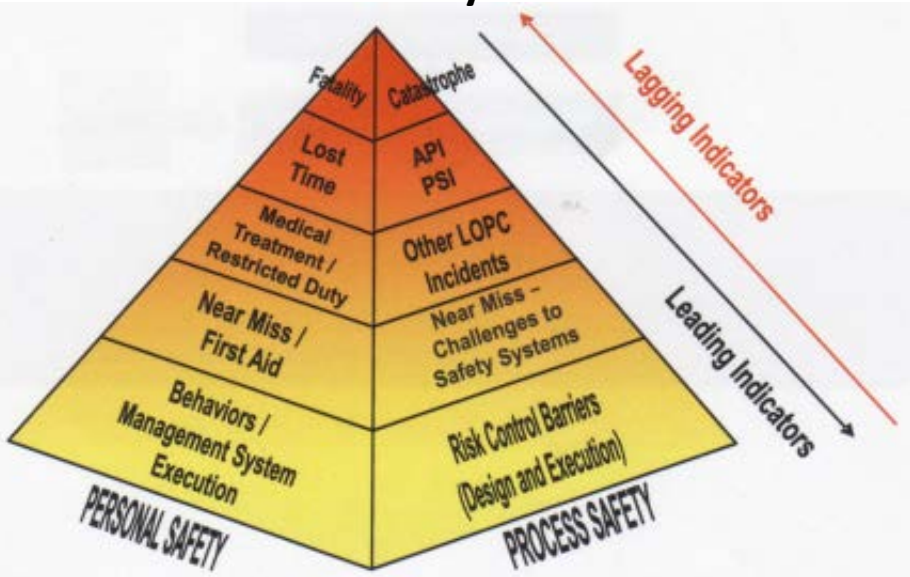 Fatality
Catastrophe
Lost
Time
API
PSI
Medical
Treatment /
Restricted Duty
Other LOPC
Incidents
Near Miss /
First Aid
Near Miss –
Challenges to
Safety Systems
Behaviors /
Management System
Execution
Risk Control Barriers
(Design and Execution)
PERSONAL SAFETY
PROCESS SAFETY
Lagging Indicators
Leading Indicators